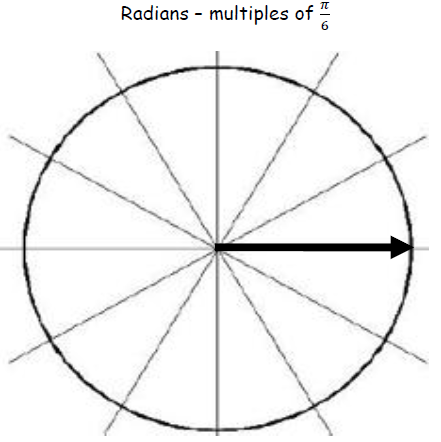 Radians – multiples of π/6